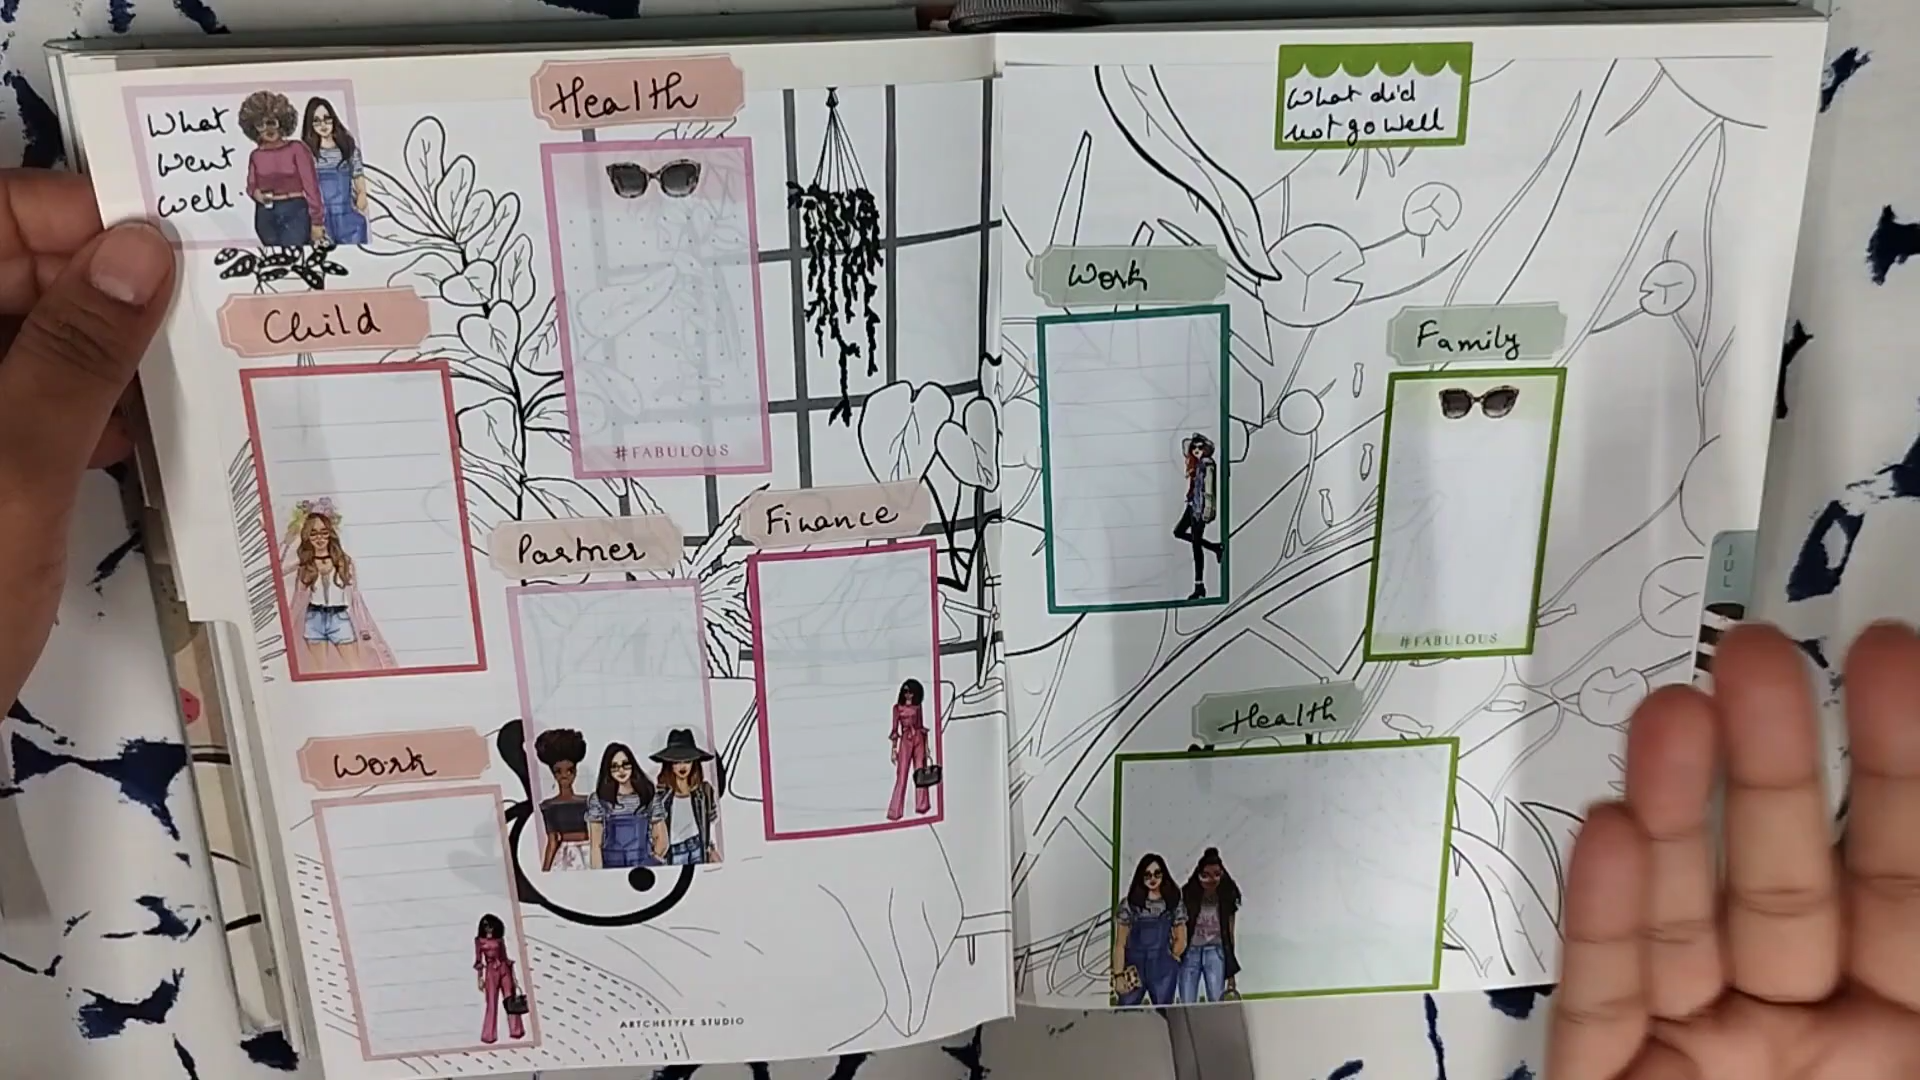 What
Went
Well.
Health
#FABULOUS
Child
Partner
Finance
Work
ARTCHETYPE STUDIO
What did
not go well
Work
Family
#FABULOUS
Health
JUL